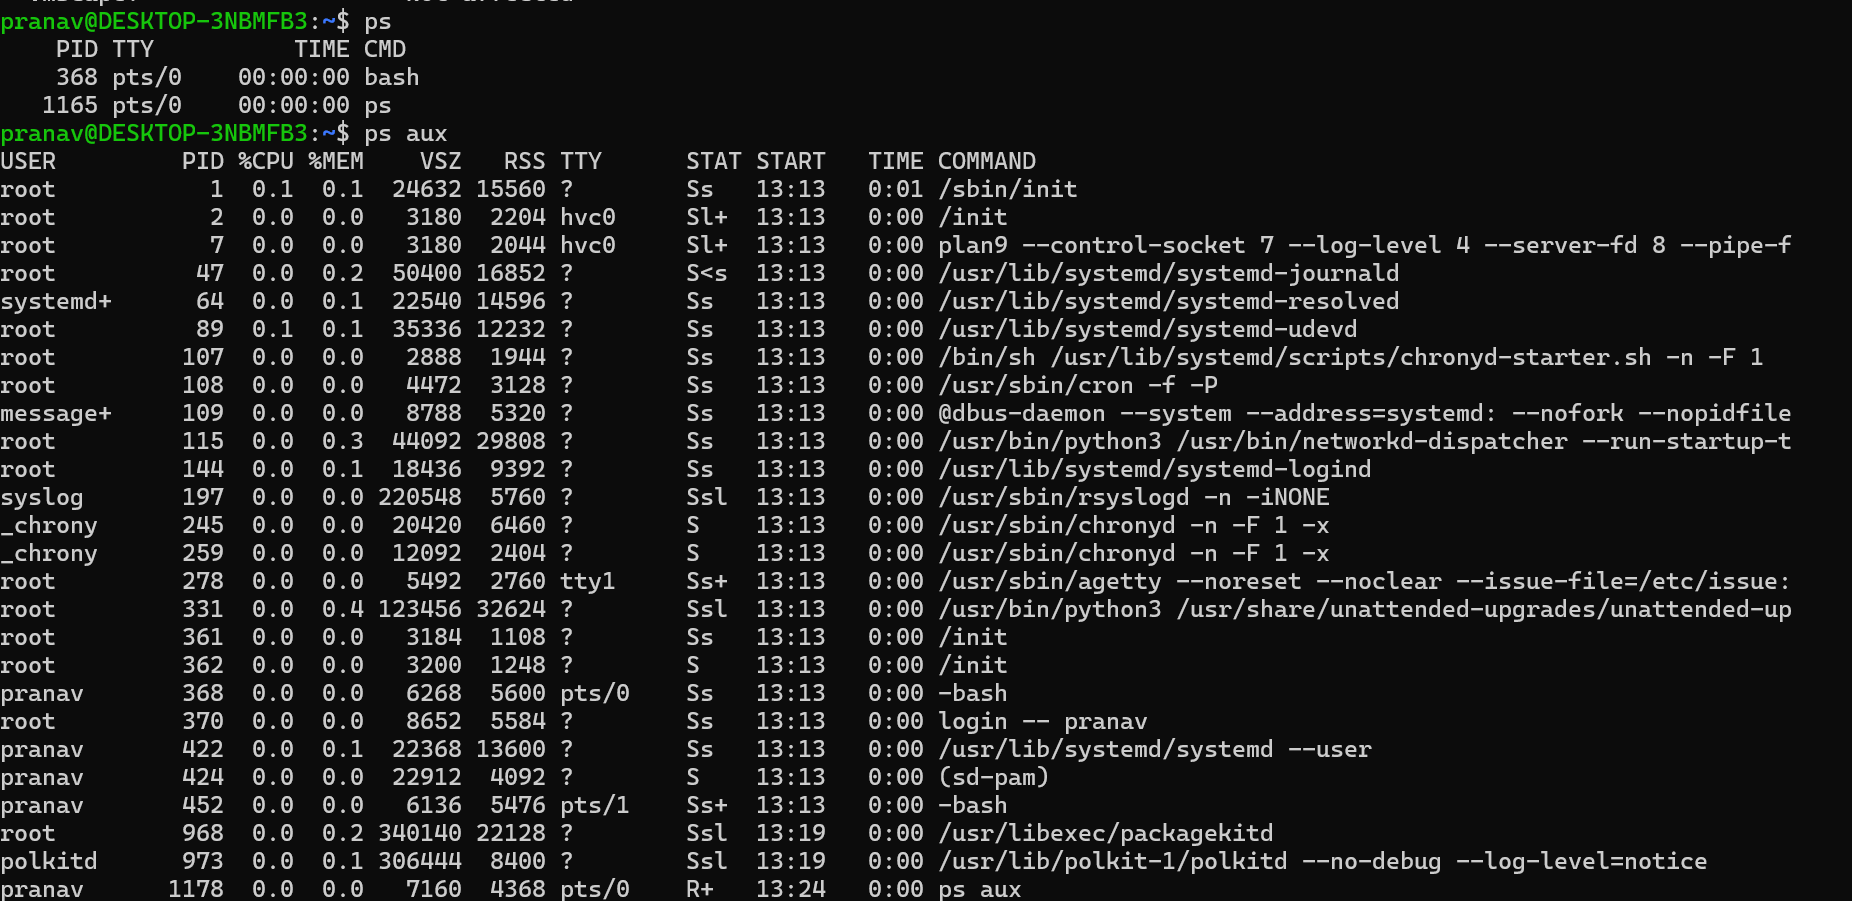 pranav@DESKTOP-3NBMFB3:~$ ps
    PID TTY          TIME CMD
    368 pts/0    00:00:00 bash
   1165 pts/0    00:00:00 ps
pranav@DESKTOP-3NBMFB3:~$ ps aux
USER         PID %CPU %MEM    VSZ   RSS TTY      STAT START   TIME COMMAND
root           1  0.1  0.1  24632 15560 ?        Ss   13:13   0:01 /sbin/init
root           2  0.0  0.0   3180  2204 hvc0     Sl+  13:13   0:00 /init
root           7  0.0  0.0   3180  2044 hvc0     Sl+  13:13   0:00 plan9 --control-socket 7 --log-level 4 --server-fd 8 --pipe-f
root          47  0.0  0.2  50400 16852 ?        S<s  13:13   0:00 /usr/lib/systemd/systemd-journald
systemd+      64  0.0  0.1  22540 14596 ?        Ss   13:13   0:00 /usr/lib/systemd/systemd-resolved
root          89  0.1  0.1  35336 12232 ?        Ss   13:13   0:00 /usr/lib/systemd/systemd-udevd
root         107  0.0  0.0   2888  1944 ?        Ss   13:13   0:00 /bin/sh /usr/lib/systemd/scripts/chronyd-starter.sh -n -F 1
root         108  0.0  0.0   4472  3128 ?        Ss   13:13   0:00 /usr/sbin/cron -f -P
message+     109  0.0  0.0   8788  5320 ?        Ss   13:13   0:00 @dbus-daemon --system --address=systemd: --nofork --nopidfile
root         115  0.0  0.3  44092 29808 ?        Ss   13:13   0:00 /usr/bin/python3 /usr/bin/networkd-dispatcher --run-startup-t
root         144  0.0  0.1  18436  9392 ?        Ss   13:13   0:00 /usr/lib/systemd/systemd-logind
syslog       197  0.0  0.0 220548  5760 ?        Ssl  13:13   0:00 /usr/sbin/rsyslogd -n -iNONE
_chrony      245  0.0  0.0  20420  6460 ?        S    13:13   0:00 /usr/sbin/chronyd -n -F 1 -x
_chrony      259  0.0  0.0  12092  2404 ?        S    13:13   0:00 /usr/sbin/chronyd -n -F 1 -x
root         278  0.0  0.0   5492  2760 tty1     Ss+  13:13   0:00 /usr/sbin/agetty --noreset --noclear --issue-file=/etc/issue:
root         331  0.0  0.4 123456 32624 ?        Ssl  13:13   0:00 /usr/bin/python3 /usr/share/unattended-upgrades/unattended-up
root         361  0.0  0.0   3184  1108 ?        Ss   13:13   0:00 /init
root         362  0.0  0.0   3200  1248 ?        S    13:13   0:00 /init
pranav       368  0.0  0.0   6268  5600 pts/0    Ss   13:13   0:00 -bash
root         370  0.0  0.0   8652  5584 ?        Ss   13:13   0:00 login -- pranav
pranav       422  0.0  0.1  22368 13600 ?        Ss   13:13   0:00 /usr/lib/systemd/systemd --user
pranav       424  0.0  0.0  22912  4092 ?        S    13:13   0:00 (sd-pam)
pranav       452  0.0  0.0   6136  5476 pts/1    Ss+  13:13   0:00 -bash
root         968  0.0  0.2 340140 22128 ?        Ssl  13:19   0:00 /usr/libexec/packagekitd
polkitd      973  0.0  0.1 306444  8400 ?        Ssl  13:19   0:00 /usr/lib/polkit-1/polkitd --no-debug --log-level=notice
pranav      1178  0.0  0.0   7160  4368 pts/0    R+   13:24   0:00 ps aux